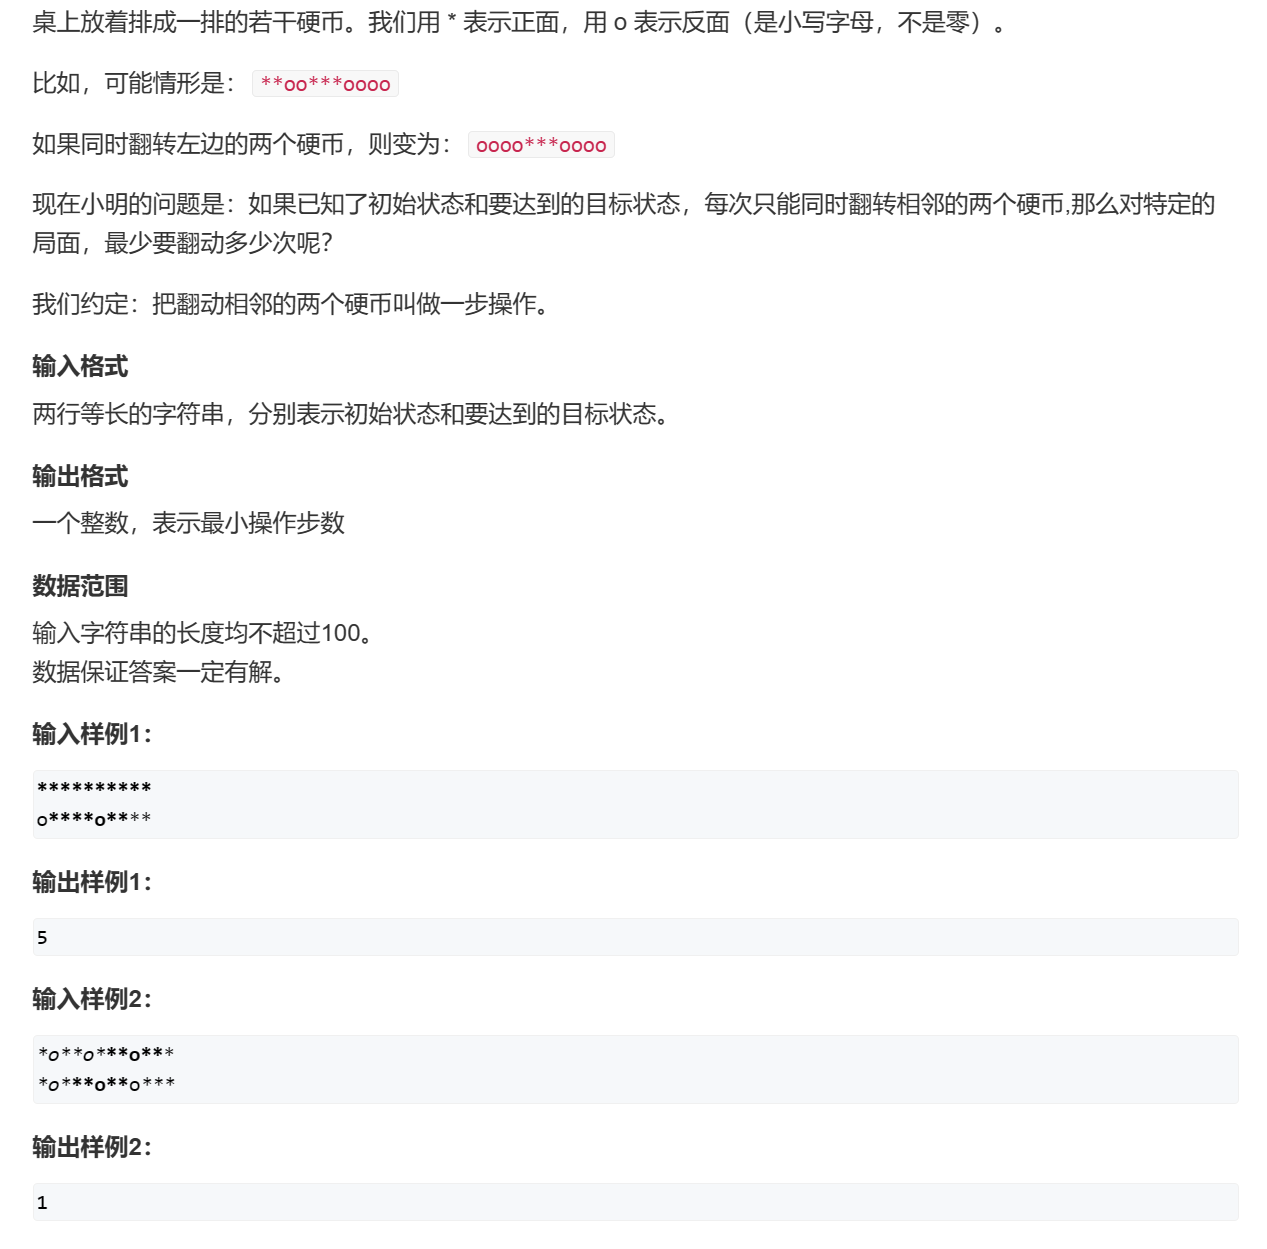 桌上放着排成一排的若干硬币。我们用 * 表示正面，用 o 表示反面（是小写字母，不是零）。
比如，可能情形是： **oo***oooo
如果同时翻转左边的两个硬币，则变为： oooo***oooo
现在小明的问题是：如果已知了初始状态和要达到的目标状态，每次只能同时翻转相邻的两个硬币,那么对特定的
局面，最少要翻动多少次呢？
我们约定：把翻动相邻的两个硬币叫做一步操作。
输入格式
两行等长的字符串，分别表示初始状态和要达到的目标状态。
输出格式
一个整数，表示最小操作步数
数据范围
输入字符串的长度均不超过100。
数据保证答案一定有解。
输入样例1：
**********
o****o****
输出样例1：
5
输入样例2：
*o**o***o***
*o***o**o***
输出样例2：
1